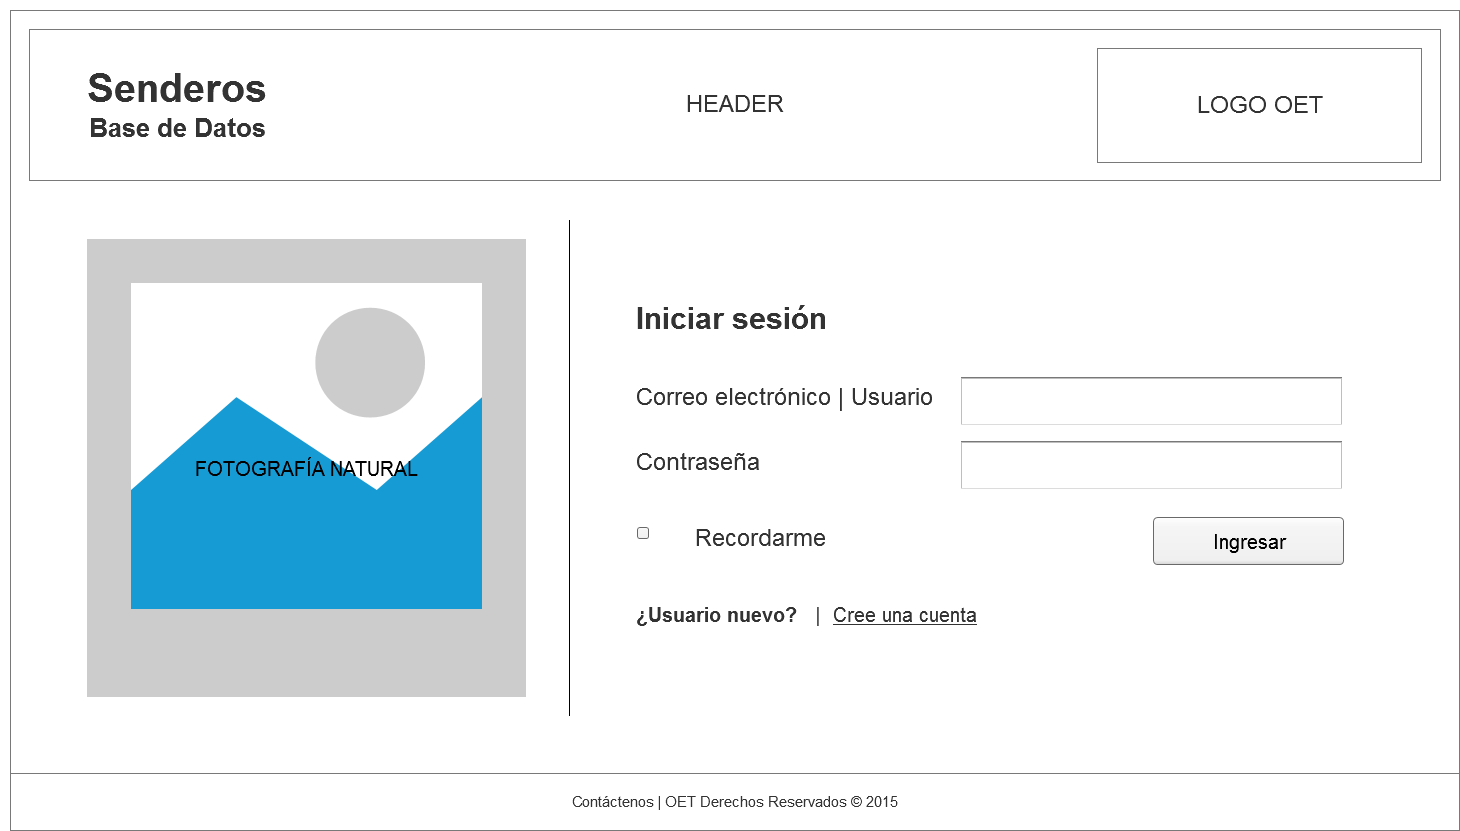 Senderos
Base de Datos
HEADER
LOGO OET
FOTOGRAFÍA NATURAL
Iniciar sesión
Correo electrónico | Usuario
Contraseña
Recordarme
Ingresar
¿Usuario nuevo? | Cree una cuenta
Contáctenos | OET Derechos Reservados © 2015